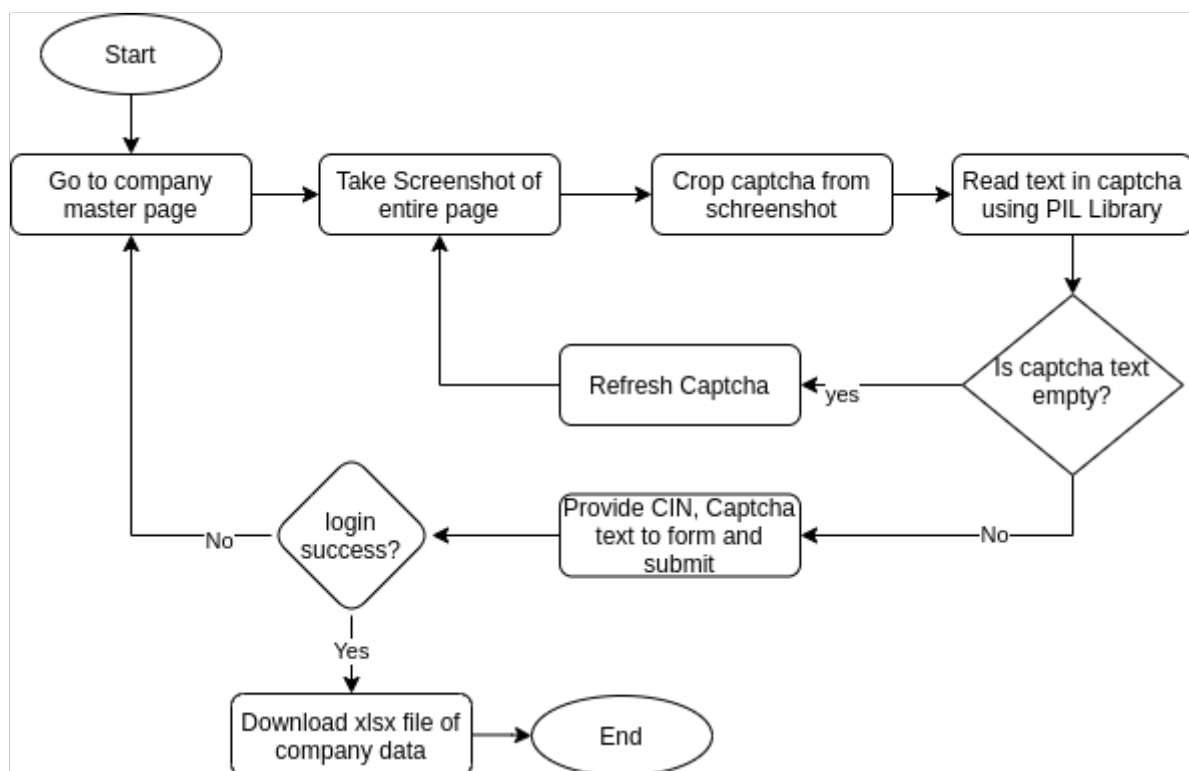 Start
Go to company
master page
Take Screenshot of
entire page
Crop captcha from
schreenshot
Read text in captcha
using PIL Library
Is captcha text
empty?
yes
Refresh Captcha
No
Provide CIN, Captcha
text to form and
submit
login
success?
No
Yes
Download xlsx file of
company data
End